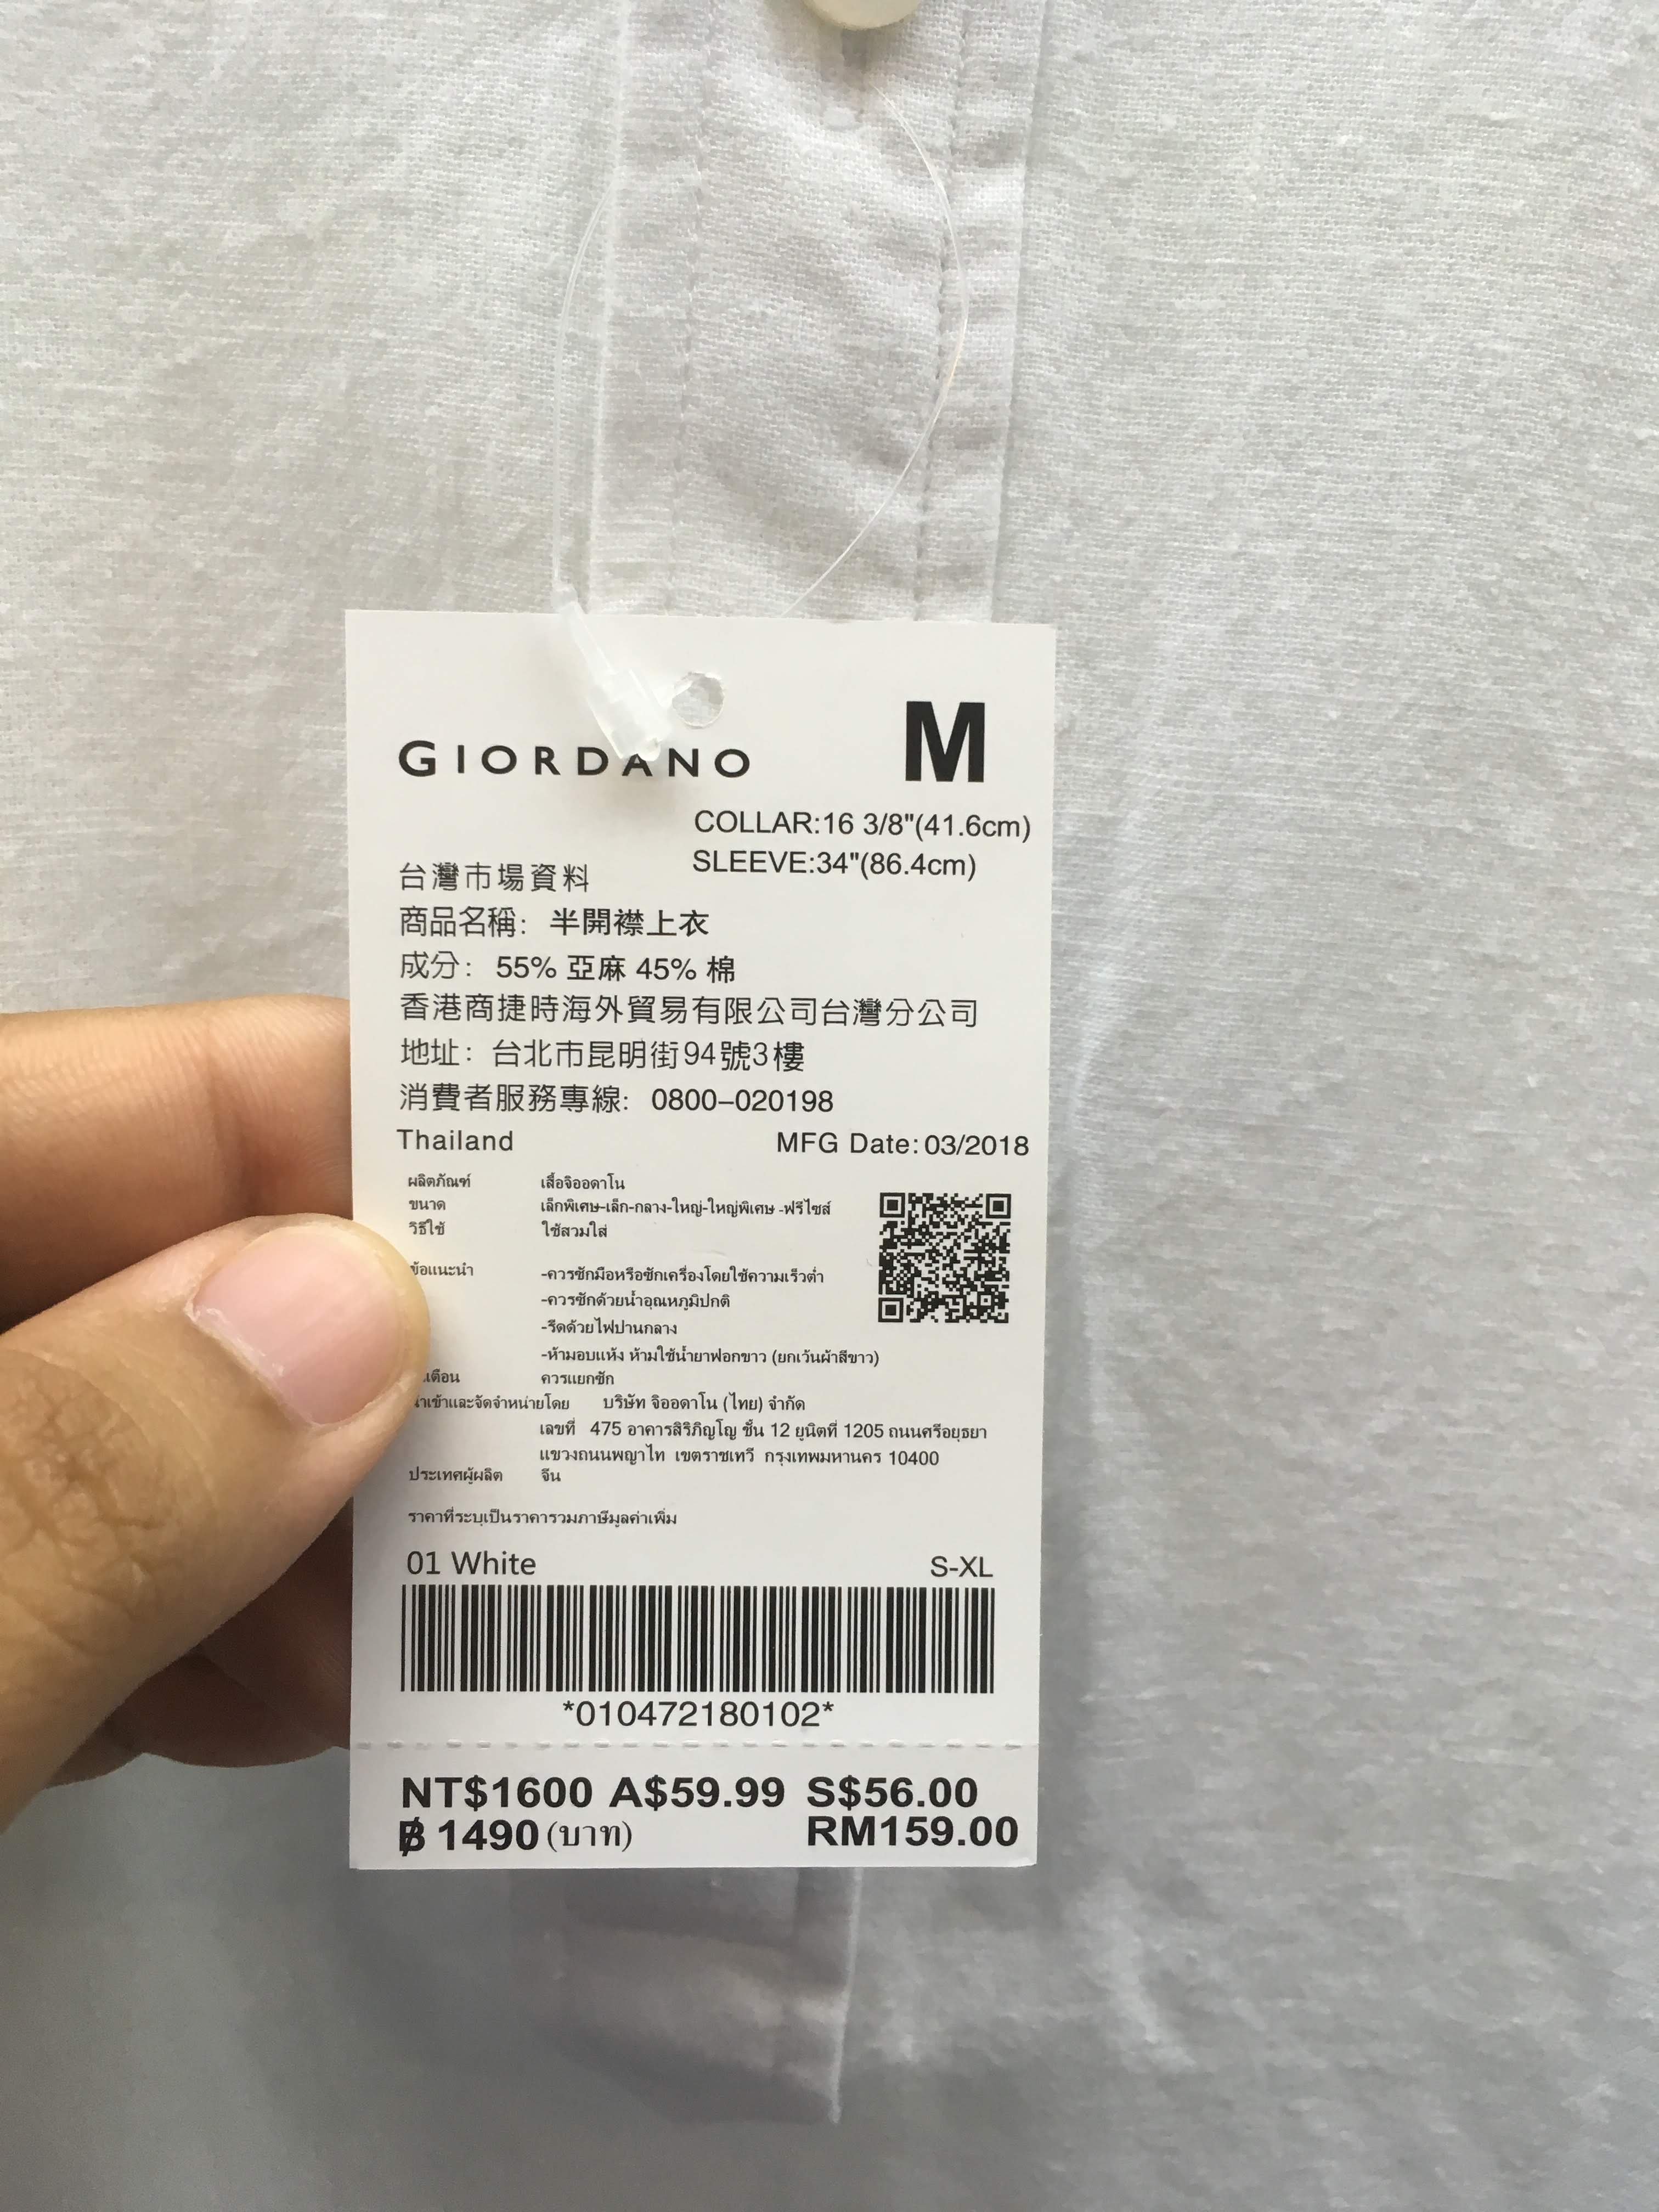 GIORDANO
M
COLLAR:16 3/8"(41.6cm)
SLEEVE:34"(86.4cm)
台灣市場資料
商品名稱: 半開襟上衣
成分: 55% 亞麻 45% 棉
香港商捷時海外貿易有限公司台灣分公司
地址: 台北市昆明街94號3樓
消費者服務專線: 0800-020198
Thailand MFG Date:03/2018
ผลิตภัณฑ์ เสื้อจิออดาโน
ขนาด เล็กพิเศษ-เล็ก-กลาง-ใหญ่-ใหญ่พิเศษ -ฟรีไซส์
วิธีใช้ ใช้สวมใส่
ข้อแนะนำ -ควรซักมือหรือซักเครื่องโดยใช้ความเร็วต่ำ
-ควรซักด้วยน้ำอุณหภูมิปกติ
-รีดด้วยไฟปานกลาง
-ห้ามอบแห้ง ห้ามใช้น้ำยาฟอกขาว (ยกเว้นผ้าสีขาว)
ควรแยกซัก
นำเข้าและจัดจำหน่ายโดย บริษัท จิออดาโน (ไทย) จำกัด
เลขที่ 475 อาคารสิริภิญโญ ชั้น 12 ยูนิตที่ 1205 ถนนศรีอยุธยา
แขวงถนนพญาไท เขตราชเทวี กรุงเทพมหานคร 10400
ประเทศผู้ผลิต จีน
ราคาที่ระบุเป็นราคารวมภาษีมูลค่าเพิ่ม
01 White S-XL
*010472180102*
NT$1600 A$59.99 S$56.00
฿ 1490 (บาท) RM159.00